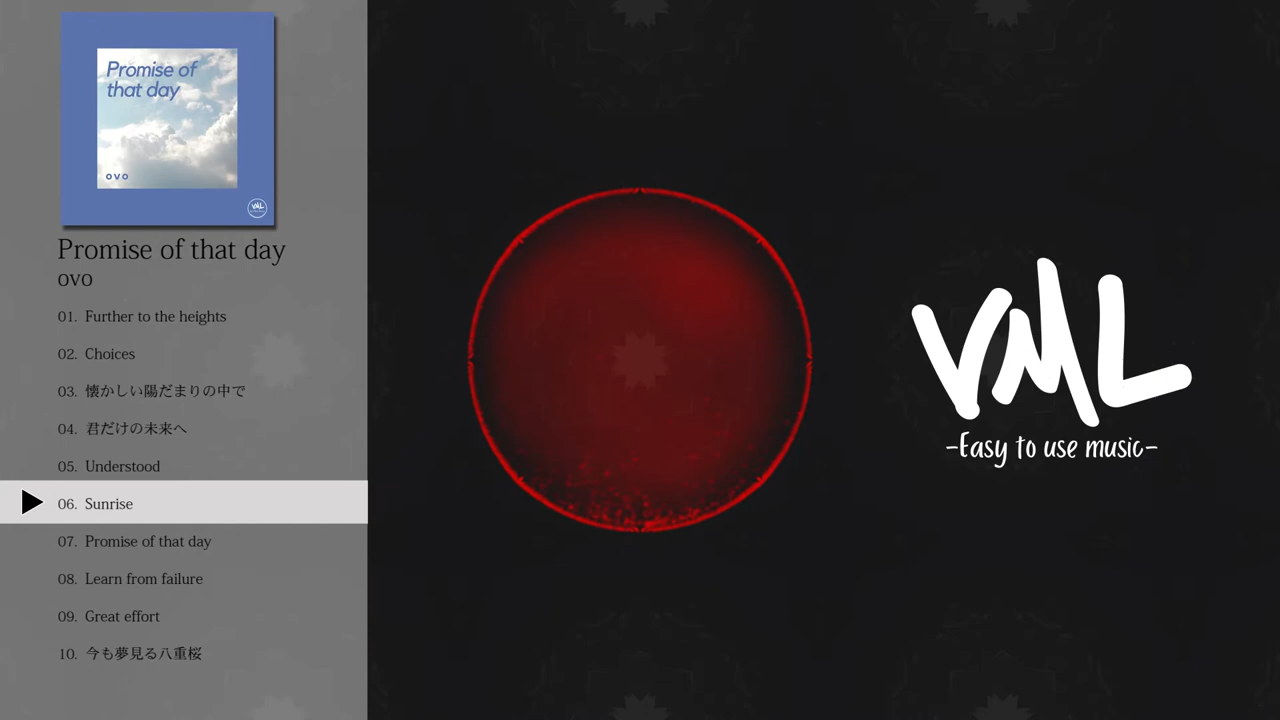 Promise of
that day
ovo
VML
Promise of that day
ovo
01. Further to the heights
02. Choices
03. 懐かしい陽だまりの中で
04. 君だけの未来へ
05. Understood
06. Sunrise
07. Promise of that day
08. Learn from failure
09. Great effort
10. 今も夢見る八重桜
VML
-Easy to use music-